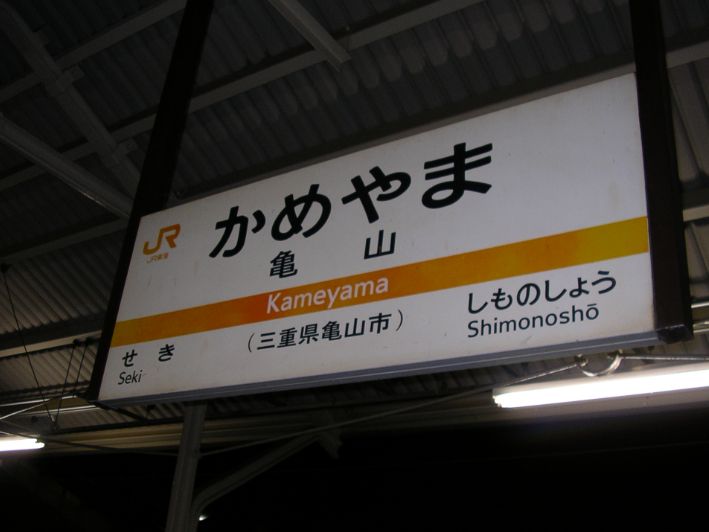 JR
JR東海
かめやま
亀山
Kameyama
(三重県亀山市)
せき
Seki
しものしょう
Shimonoshō